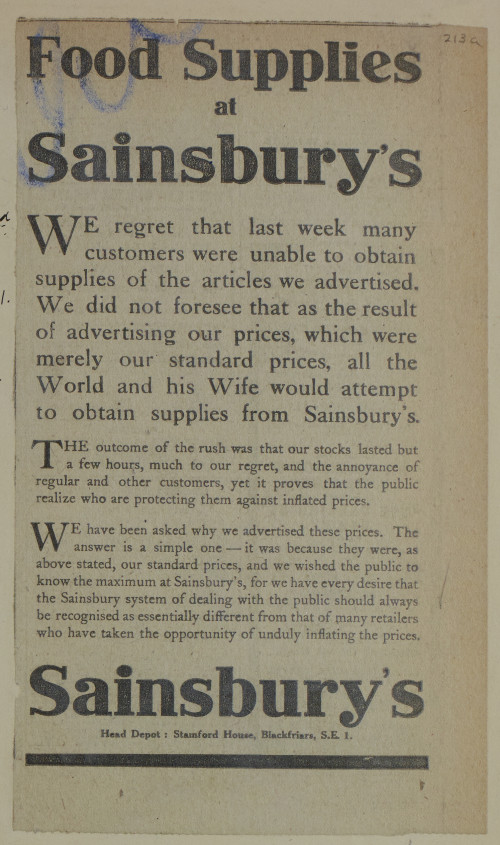 213a
Food Supplies
at
Sainsbury's
WE regret that last week many
customers were unable to obtain
supplies of the articles we advertised.
We did not foresee that as the result
of advertising our prices, which were
merely our standard prices, all the
World and his Wife would attempt
to obtain supplies from Sainsbury's.
THE outcome of the rush was that our stocks lasted but
a few hours, much to our regret, and the annoyance of
regular and other customers, yet it proves that the public
realize who are protecting them against inflated prices.
WE have been asked why we advertised these prices. The
answer is a simple one — it was because they were, as
above stated, our standard prices, and we wished the public to
know the maximum at Sainsbury's, for we have every desire that
the Sainsbury system of dealing with the public should always
be recognised as essentially different from that of many retailers
who have taken the opportunity of unduly inflating the prices.
Sainsbury's
Head Depot : Stamford House, Blackfriars, S.E. 1.